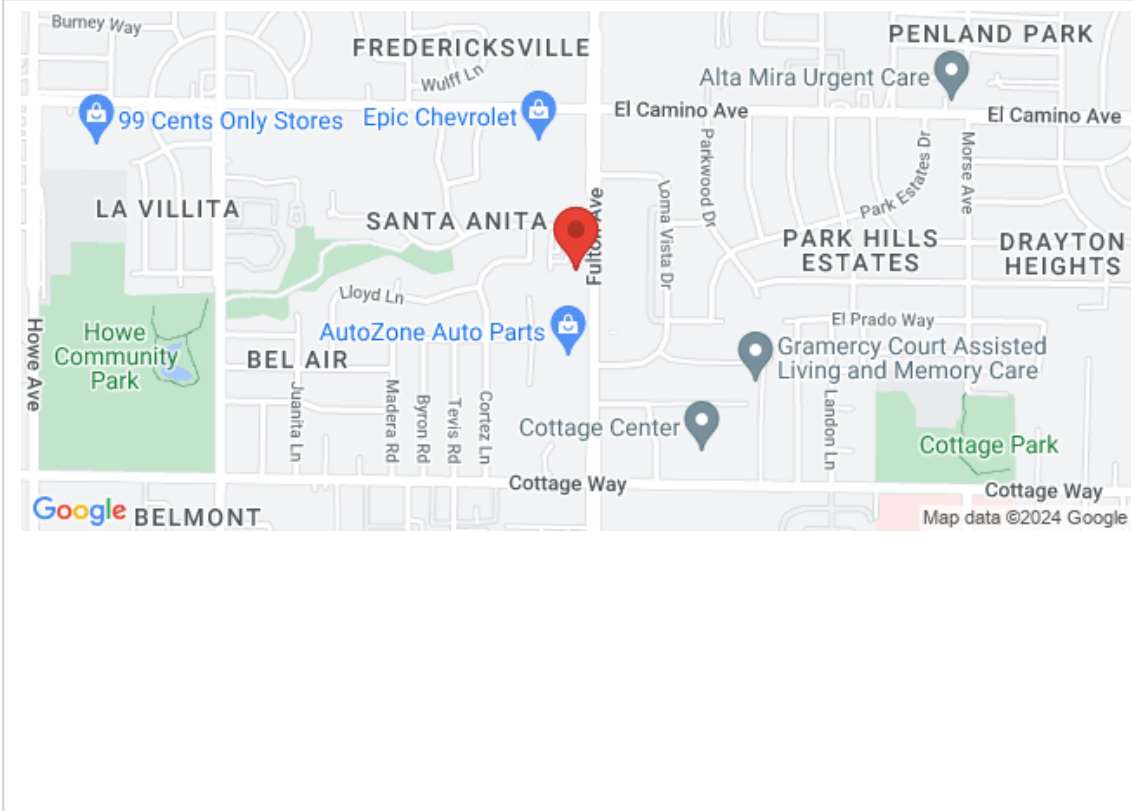 Burney Way
FREDERICKSVILLE
PENLAND PARK
Wulff Ln
Alta Mira Urgent Care
99 Cents Only Stores
Epic Chevrolet
El Camino Ave
El Camino Ave
Parkwood Dr
Park Estates Dr
Morse Ave
LA VILLITA
SANTA ANITA
Fulton Ave
Loma Vista Dr
PARK HILLS
ESTATES
DRAYTON
HEIGHTS
Lloyd Ln
Howe Ave
Howe
Community
Park
AutoZone Auto Parts
El Prado Way
BEL AIR
Gramercy Court Assisted
Living and Memory Care
Juanita Ln
Madera Rd
Byron Rd
Tevis Rd
Cortez Ln
Landon Ln
Cottage Center
Cottage Park
Cottage Way
Cottage Way
Google
BELMONT
Map data ©2024 Google